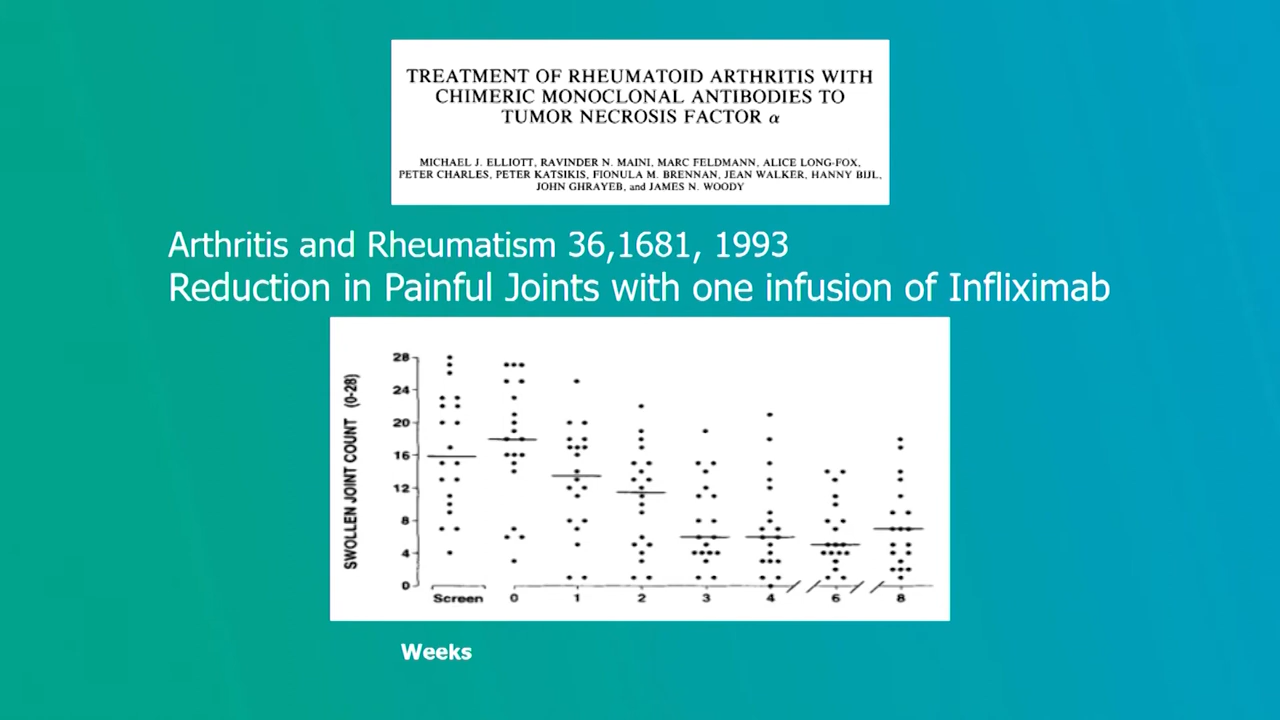 TREATMENT OF RHEUMATOID ARTHRITIS WITH
CHIMERIC MONOCLONAL ANTIBODIES TO
TUMOR NECROSIS FACTOR α
MICHAEL J. ELLIOTT, RAVINDER N. MAINI, MARC FELDMANN, ALICE LONG-FOX,
PETER CHARLES, PETER KATSIKIS, FIONULA M. BRENNAN, JEAN WALKER, HANNY BIJL,
JOHN GHRAYEB, and JAMES N. WOODY
Arthritis and Rheumatism 36,1681, 1993
Reduction in Painful Joints with one infusion of Infliximab
SWOLLEN JOINT COUNT (0-28)
28
24
20
16
12
8
4
0
Screen 0 1 2 3 4 6 8
Weeks